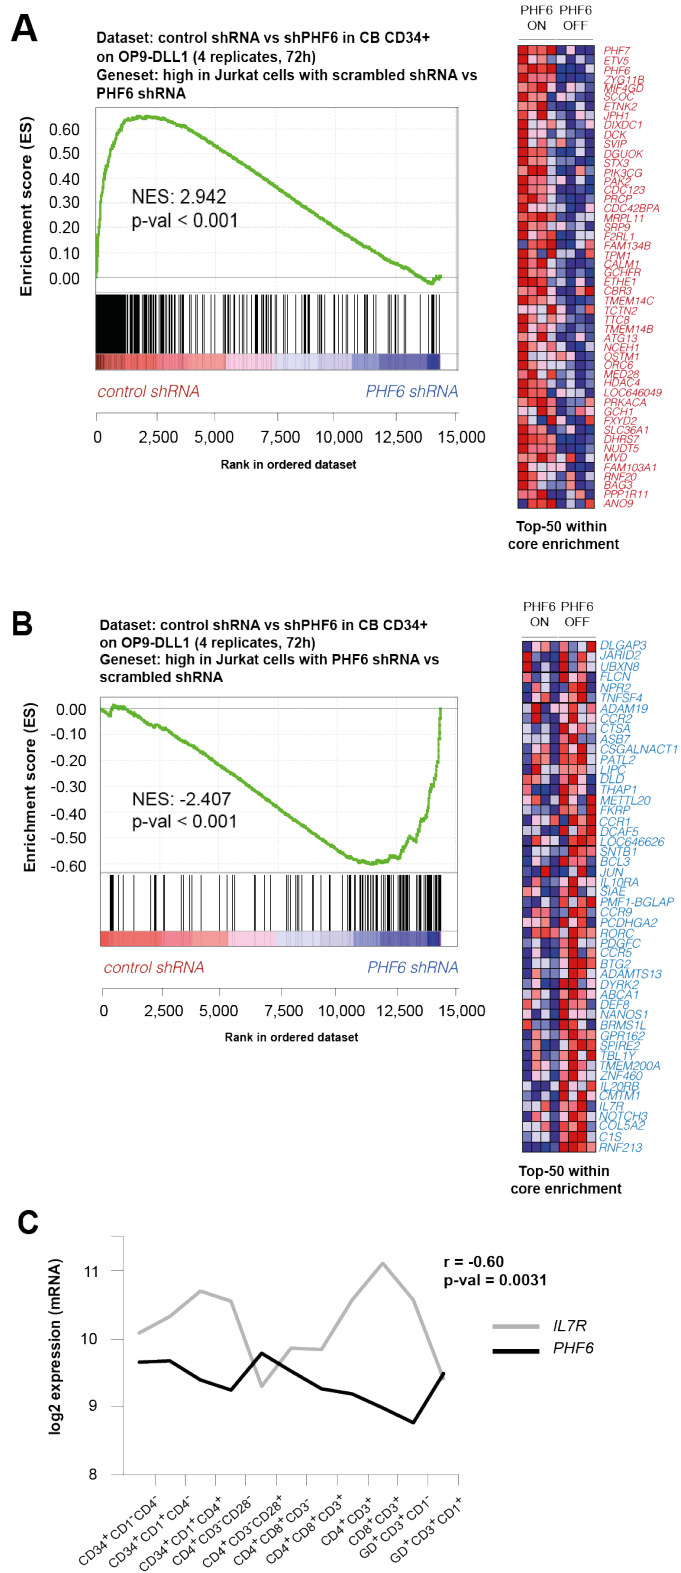 A
Dataset: control shRNA vs shPHF6 in CB CD34+
on OP9-DLL1 (4 replicates, 72h)
Geneset: high in Jurkat cells with scrambled shRNA vs
PHF6 shRNA
Enrichment score (ES)
0.60
0.50
0.40
0.30
0.20
0.10
0.00
NES: 2.942
p-val < 0.001
control shRNA
PHF6 shRNA
0 2,500 5,000 7,500 10,000 12,500 15,000
Rank in ordered dataset
PHF6 PHF6
ON OFF
PHF7
ETV5
PHF6
ZYG11B
MIF4GD
SCOC
ETNK2
JPH1
DIXDC1
DCK
SVIP
DGUOK
STX3
PIK3CG
PAK2
CDC123
PRCP
CDC42BPA
MRPL11
SRP9
F2RL1
FAM134B
TPM1
CALM1
GCHFR
ETHE1
CBR3
TMEM14C
TCTN2
TTC8
TMEM14B
ATG13
NCEH1
OSTM1
ORC6
MED28
HDAC4
LOC646049
PRKACA
GCH1
FXYD2
SLC36A1
DHRS7
NUDT5
MVD
FAM103A1
RNF20
BAG3
PPP1R11
ANO9
Top-50 within
core enrichment
B
Dataset: control shRNA vs shPHF6 in CB CD34+
on OP9-DLL1 (4 replicates, 72h)
Geneset: high in Jurkat cells with PHF6 shRNA vs
scrambled shRNA
Enrichment score (ES)
0.00
-0.10
-0.20
-0.30
-0.40
-0.50
-0.60
NES: -2.407
p-val < 0.001
control shRNA
PHF6 shRNA
0 2,500 5,000 7,500 10,000 12,500 15,000
Rank in ordered dataset
PHF6 PHF6
ON OFF
DLGAP3
JARID2
UBXN8
FLCN
NPR2
TNFSF4
ADAM19
CCR2
CTSA
ASB7
CSGALNACT1
PATL2
LIPC
DLD
THAP1
METTL20
FKRP
CCR1
DCAF5
LOC646626
SNTB1
BCL3
JUN
IL10RA
SIAE
PMF1-BGLAP
CCR9
PCDHGA2
RORC
PDGFC
CCR5
BTG2
ADAMTS13
DYRK2
ABCA1
DEF8
NANOS1
BRMS1L
GPR162
SPIRE2
TBL1Y
TMEM200A
ZNF460
IL20RB
CMTM1
IL7R
NOTCH3
COL5A2
C1S
RNF213
Top-50 within
core enrichment
C
log2 expression (mRNA)
11
10
9
8
r = -0.60
p-val = 0.0031
IL7R
PHF6
CD34⁺CD1⁻CD4⁻
CD34⁺CD1⁺CD4⁻
CD34⁺CD1⁺CD4⁺
CD4⁺CD3⁻CD28⁻
CD4⁺CD3⁻CD28⁺
CD4⁺CD8⁺CD3⁻
CD4⁺CD8⁺CD3⁺
CD4⁺CD3⁺
CD8⁺CD3⁺
GD⁺CD3⁺CD1⁻
GD⁺CD3⁺CD1⁺